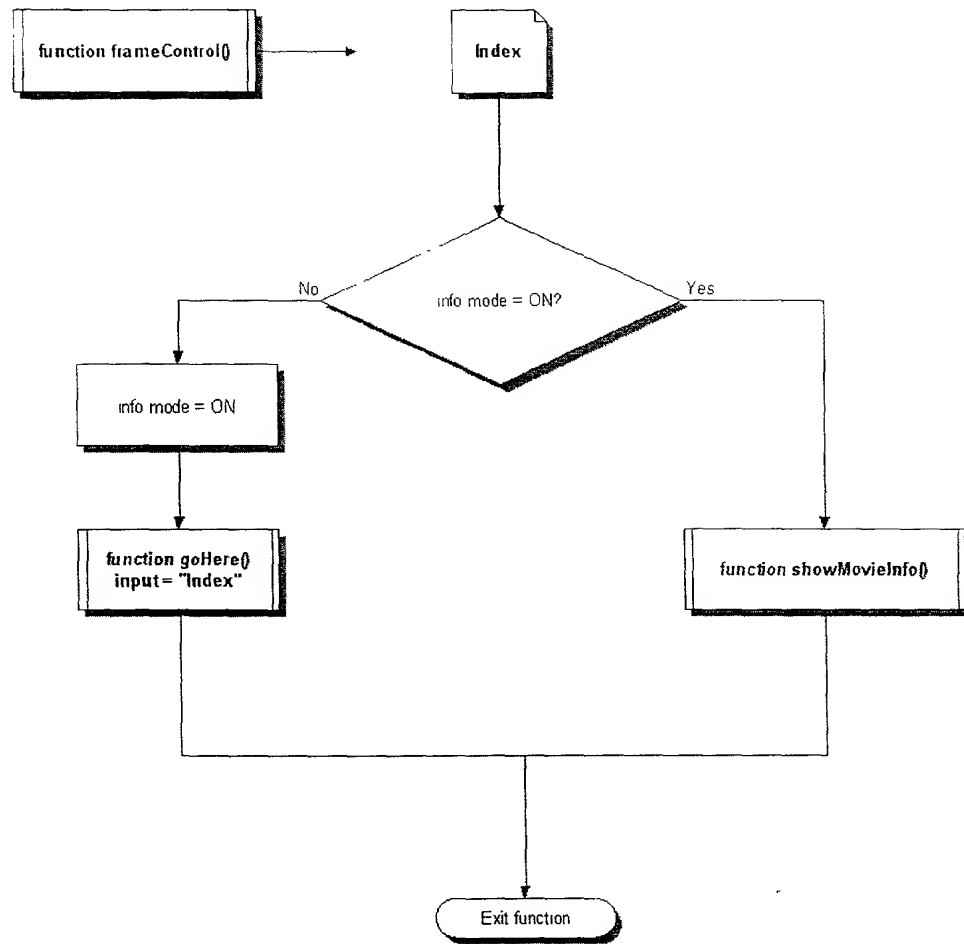 function frameControl()
Index
No
info mode = ON?
Yes
info mode = ON
function goHere()
input = "Index"
function showMovieInfo()
Exit function